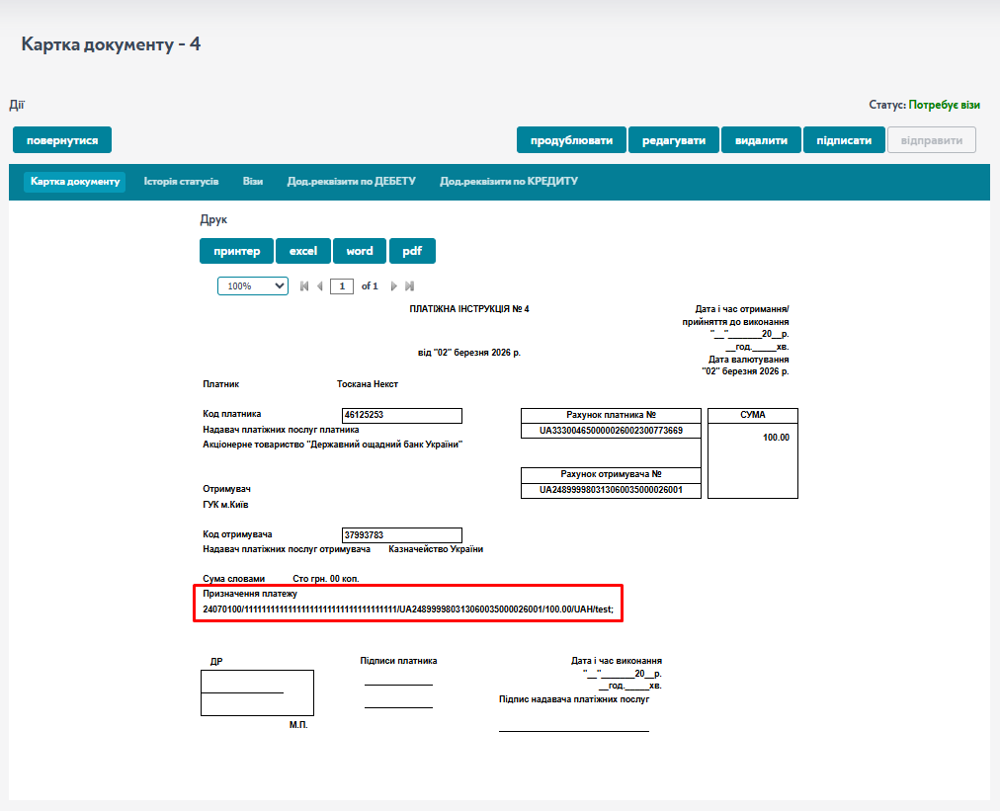 Картка документу - 4
Дії
Статус: Потребує візи
повернутися
продублювати
редагувати
видалити
підписати
відправити
Картка документу
Історія статусів
Візи
Дод.реквізити по ДЕБЕТУ
Дод.реквізити по КРЕДИТУ
Друк
принтер
excel
word
pdf
100%
1
of 1
ПЛАТІЖНА ІНСТРУКЦІЯ № 4
Дата і час отримання/
прийняття до виконання
"__"_______20__р.
__год._____хв.
від "02" березня 2026 р.
Дата валютування
"02" березня 2026 р.
Платник Тоскана Некст
Код платника 46125253
Рахунок платника №
СУМА
Надавач платіжних послуг платника
UA333004650000026002300773669
100.00
Акціонерне товариство "Державний ощадний банк України"
Рахунок отримувача №
Отримувач
UA248999980313060035000026001
ГУК м.Київ
Код отримувача 37993783
Надавач платіжних послуг отримувача Казначейство України
Сума словами Сто грн. 00 коп.
Призначення платежу
/UA248999980313060035000026001/100.00/UAH/test;
ДР
Підписи платника
Дата і час виконання
"__"_______20__р.
__год._____хв.
Підпис надавача платіжних послуг
М.П.